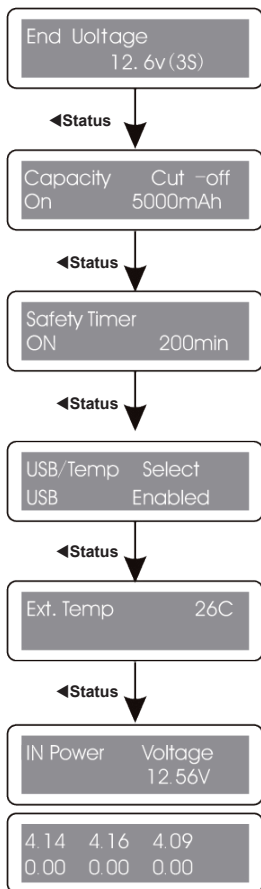 End Uoltage
12. 6v(3S)
◀Status
Capacity Cut -off
On 5000mAh
◀Status
Safety Timer
ON 200min
◀Status
USB/Temp Select
USB Enabled
◀Status
Ext. Temp 26C
◀Status
IN Power Voltage
12.56V
4.14 4.16 4.09
0.00 0.00 0.00